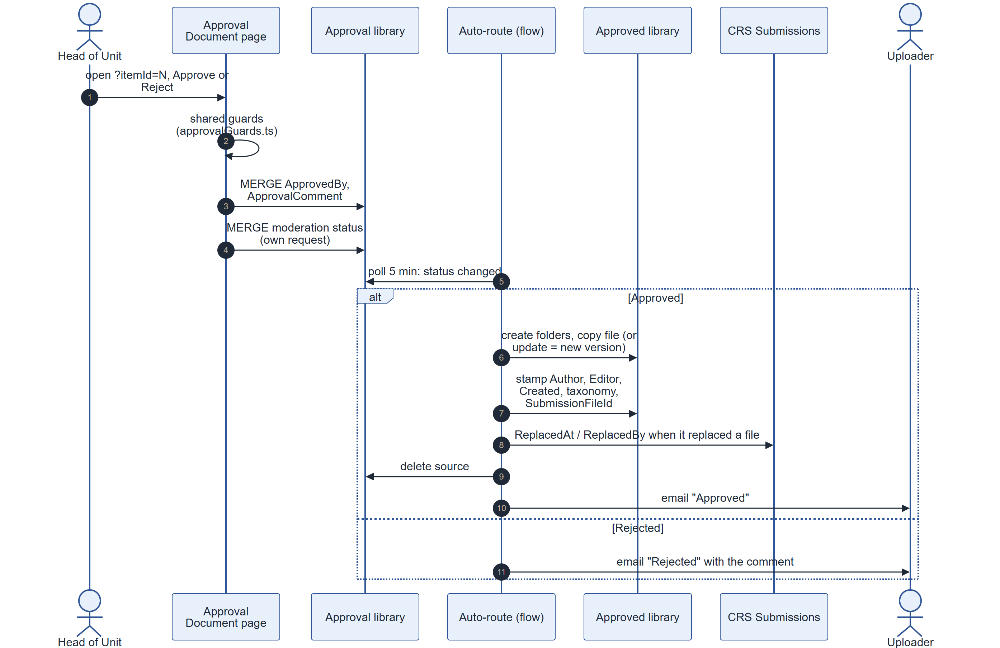 Head of Unit
Approval
Document page
Approval library
Auto-route (flow)
Approved library
CRS Submissions
Uploader
open ?itemId=N, Approve or
Reject
1
shared guards
(approvalGuards.ts)
2
MERGE ApprovedBy,
ApprovalComment
3
MERGE moderation status
(own request)
4
poll 5 min: status changed
5
alt
[Approved]
create folders, copy file (or
update = new version)
6
stamp Author, Editor,
Created, taxonomy,
SubmissionFileId
7
ReplacedAt / ReplacedBy when it replaced a file
8
delete source
9
email "Approved"
10
[Rejected]
email "Rejected" with the comment
11
Head of Unit
Approval
Document page
Approval library
Auto-route (flow)
Approved library
CRS Submissions
Uploader